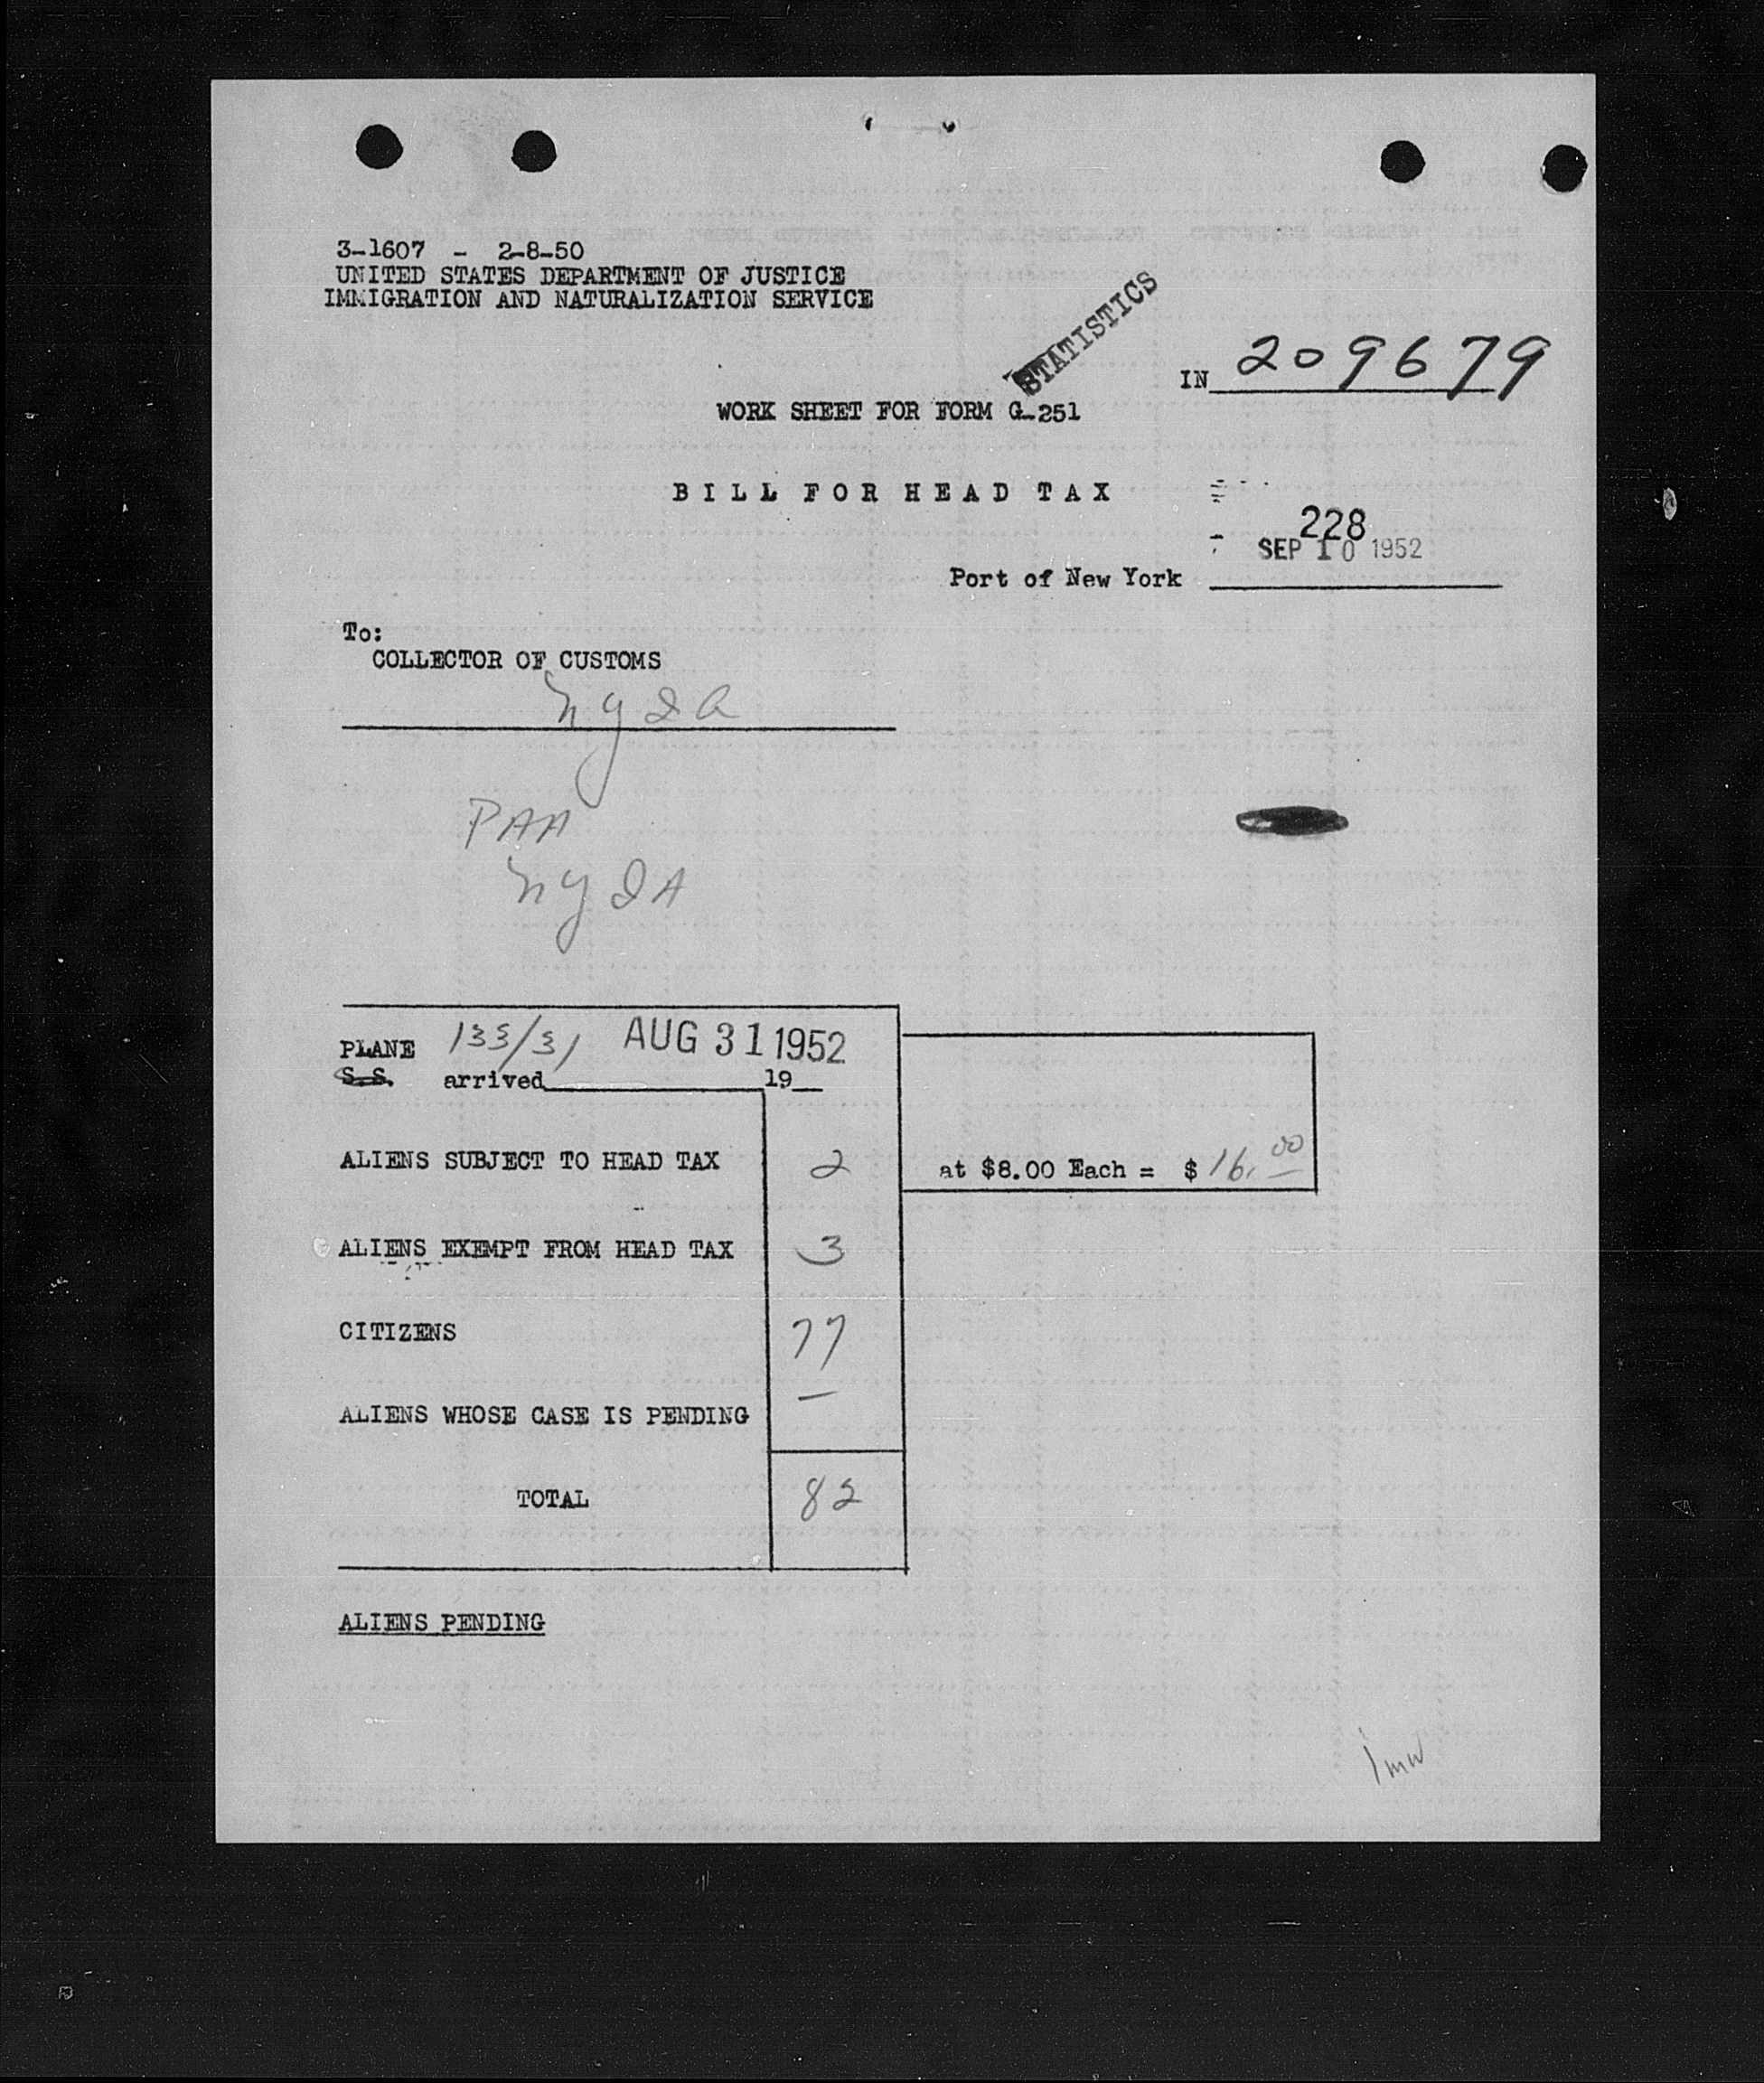 3-1607 - 2-8-50
UNITED STATES DEPARTMENT OF JUSTICE
IMMIGRATION AND NATURALIZATION SERVICE
STATISTICS
IN 209679
WORK SHEET FOR FORM G-251
BILL FOR HEAD TAX
228
SEP 10 1952
Port of New York
To:
COLLECTOR OF CUSTOMS
NYIA
PAA
NYIA
PLANE 133/31 AUG 31 1952
S.S. arrived 19
ALIENS SUBJECT TO HEAD TAX 2 at $8.00 Each = $ 16.00
ALIENS EXEMPT FROM HEAD TAX 3
CITIZENS 77
ALIENS WHOSE CASE IS PENDING —
TOTAL 82
ALIENS PENDING